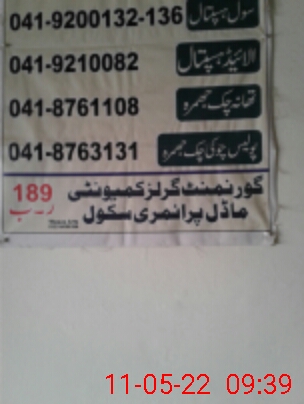 سول ہسپتال 041-9200132-136
الائیڈ ہسپتال 041-9210082
تھانہ چک جھمرہ 041-8761108
پولیس چوکی چک جھمرہ 041-8763131
گورنمنٹ گرلز کمیونٹی
ماڈل پرائمری سکول
189
ر۔ب
11-05-22 09:39